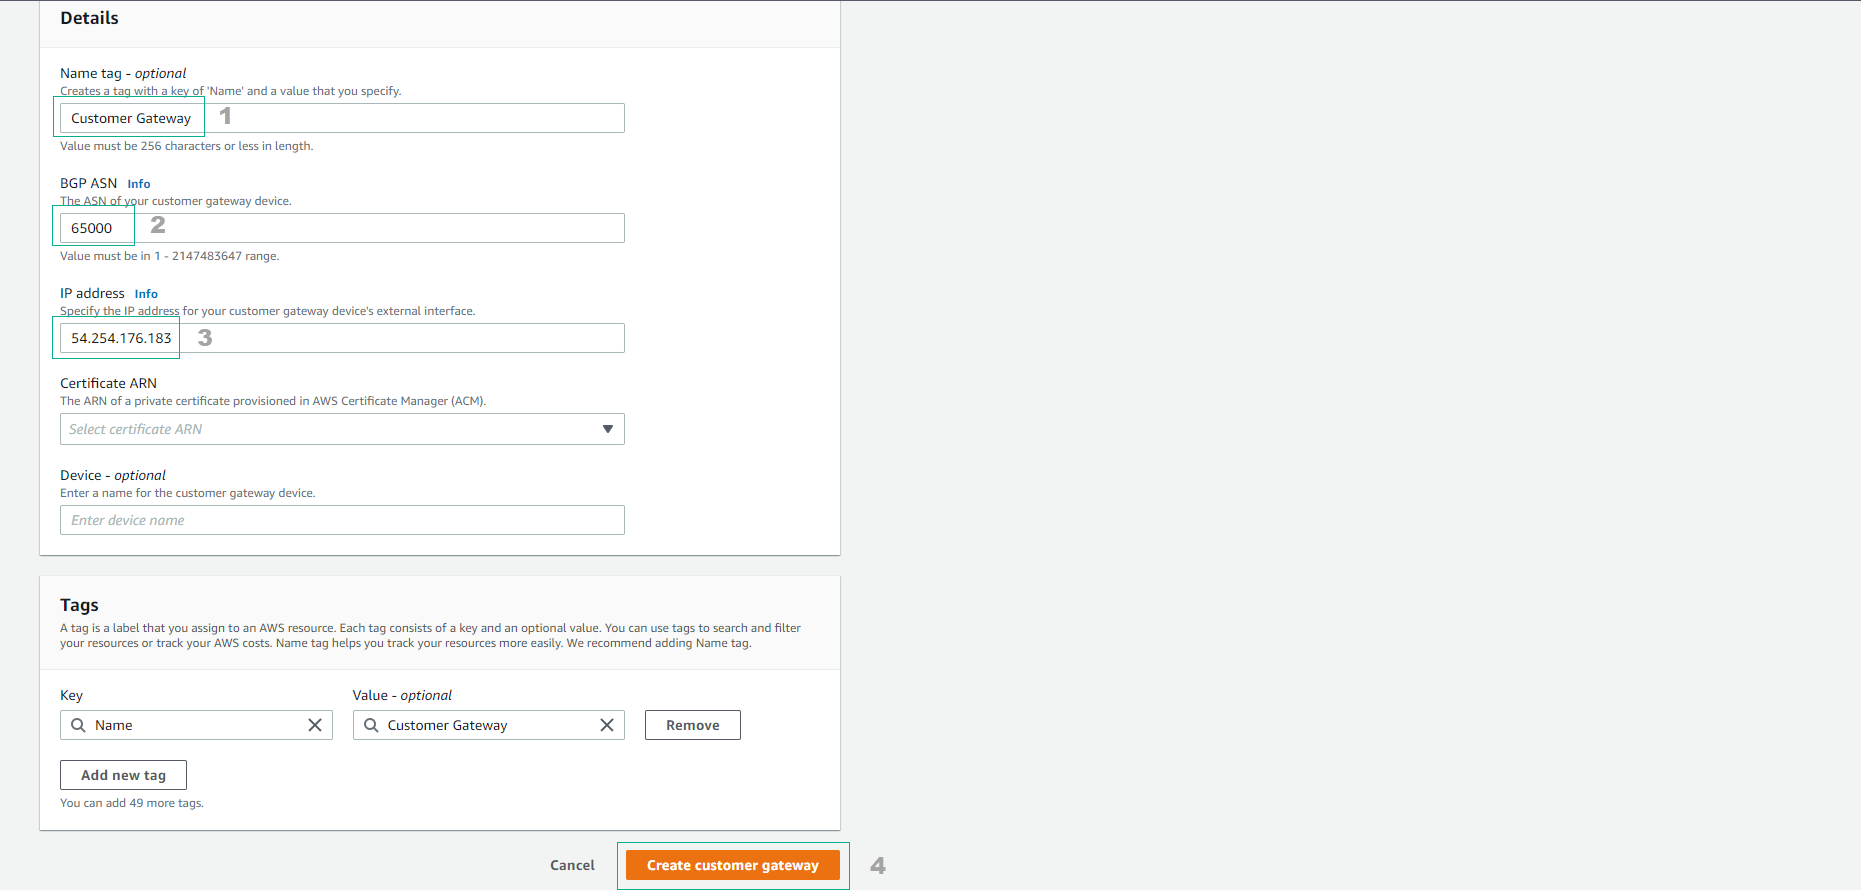 Details
Name tag - optional
Creates a tag with a key of 'Name' and a value that you specify.
Customer Gateway 1
Value must be 256 characters or less in length.
BGP ASN Info
The ASN of your customer gateway device.
65000 2
Value must be in 1 - 2147483647 range.
IP address Info
Specify the IP address for your customer gateway device's external interface.
54.254.176.183 3
Certificate ARN
The ARN of a private certificate provisioned in AWS Certificate Manager (ACM).
Select certificate ARN
Device - optional
Enter a name for the customer gateway device.
Enter device name
Tags
A tag is a label that you assign to an AWS resource. Each tag consists of a key and an optional value. You can use tags to search and filter
your resources or track your AWS costs. Name tag helps you track your resources more easily. We recommend adding Name tag.
Key Value - optional
Name Customer Gateway Remove
Add new tag
You can add 49 more tags.
Cancel Create customer gateway 4